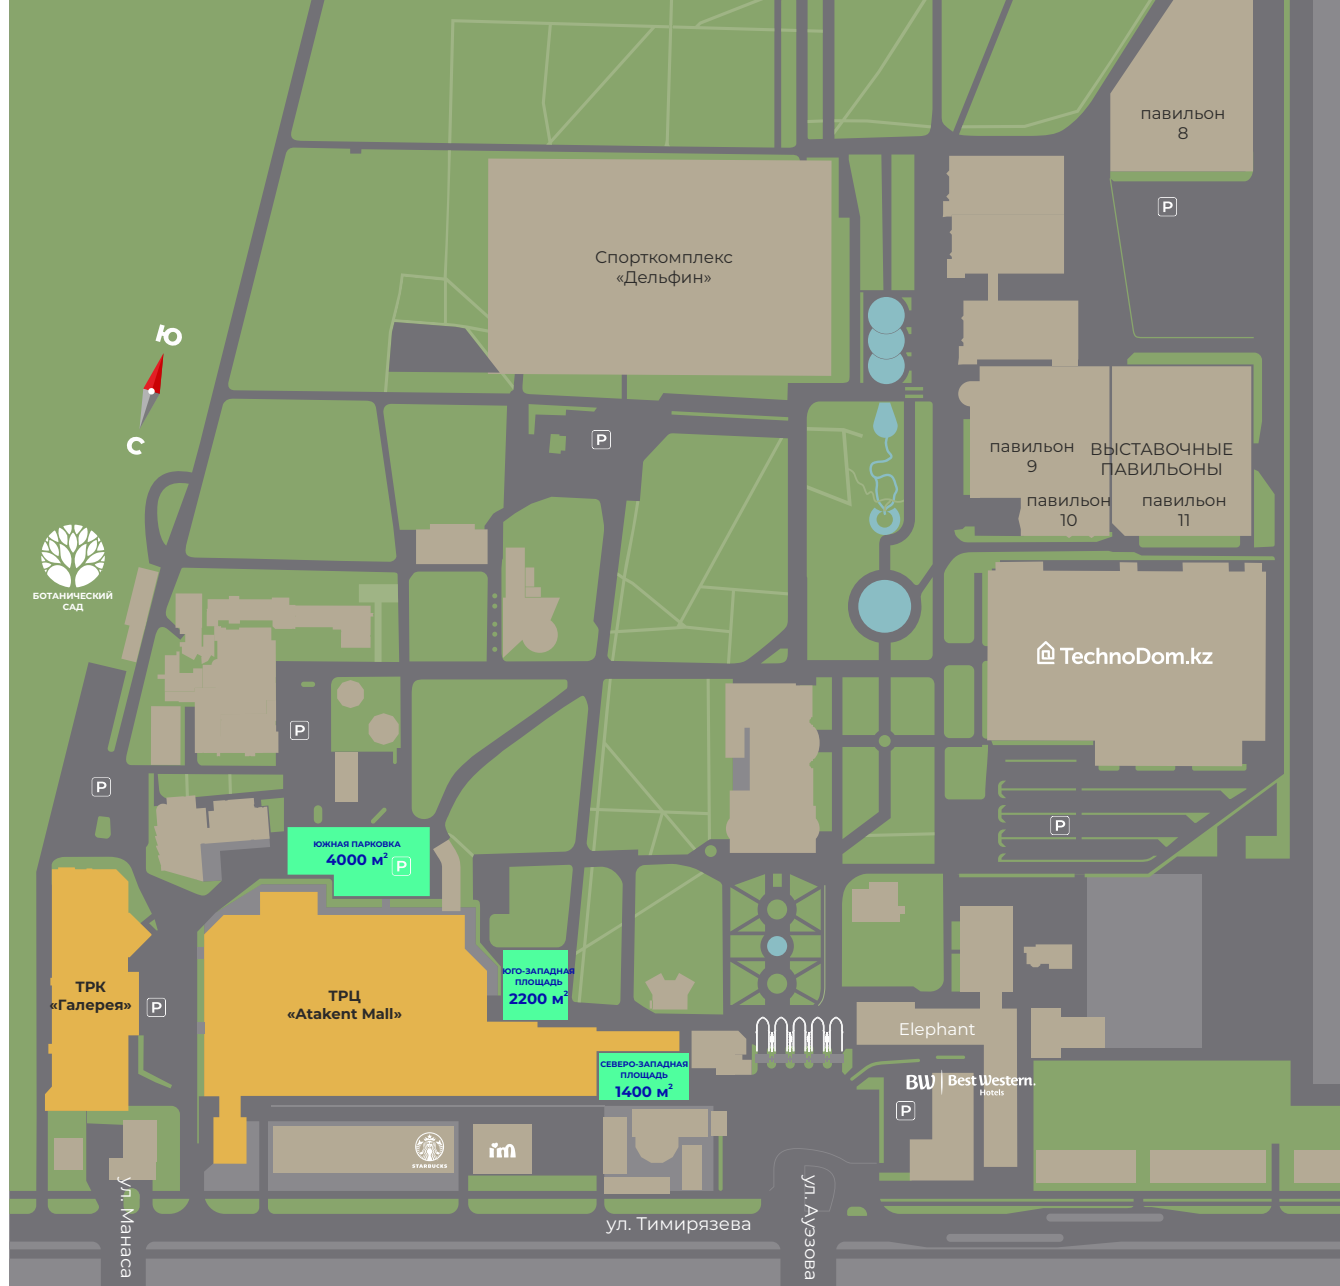 павильон
8
P
Спорткомплекс
«Дельфин»
Ю
С
P
павильон
9
ВЫСТАВОЧНЫЕ
ПАВИЛЬОНЫ
павильон
10
павильон
11
БОТАНИЧЕСКИЙ
САД
TechnoDom.kz
P
P
P
ЮЖНАЯ ПАРКОВКА
4000 м²
P
ЮГО-ЗАПАДНАЯ
ПЛОЩАДЬ
2200 м²
ТРК
«Галерея»
P
ТРЦ
«Atakent Mall»
Elephant
СЕВЕРО-ЗАПАДНАЯ
ПЛОЩАДЬ
1400 м²
BW Best Western.
Hotels
P
STARBUCKS
im
ул. Манаса
ул. Тимирязева
ул. Ауэзова